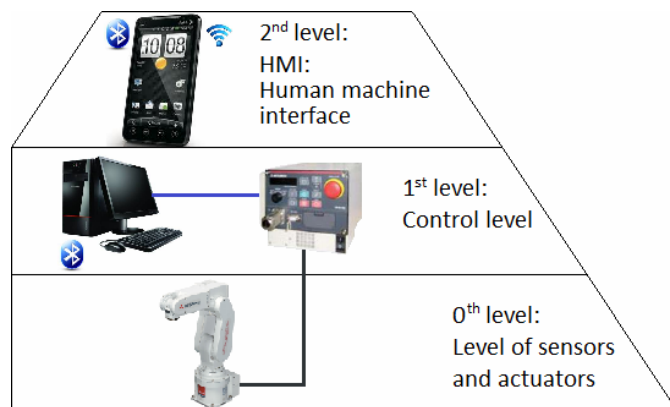 2nd level:
HMI:
Human machine
interface
10 08
1st level:
Control level
0th level:
Level of sensors
and actuators